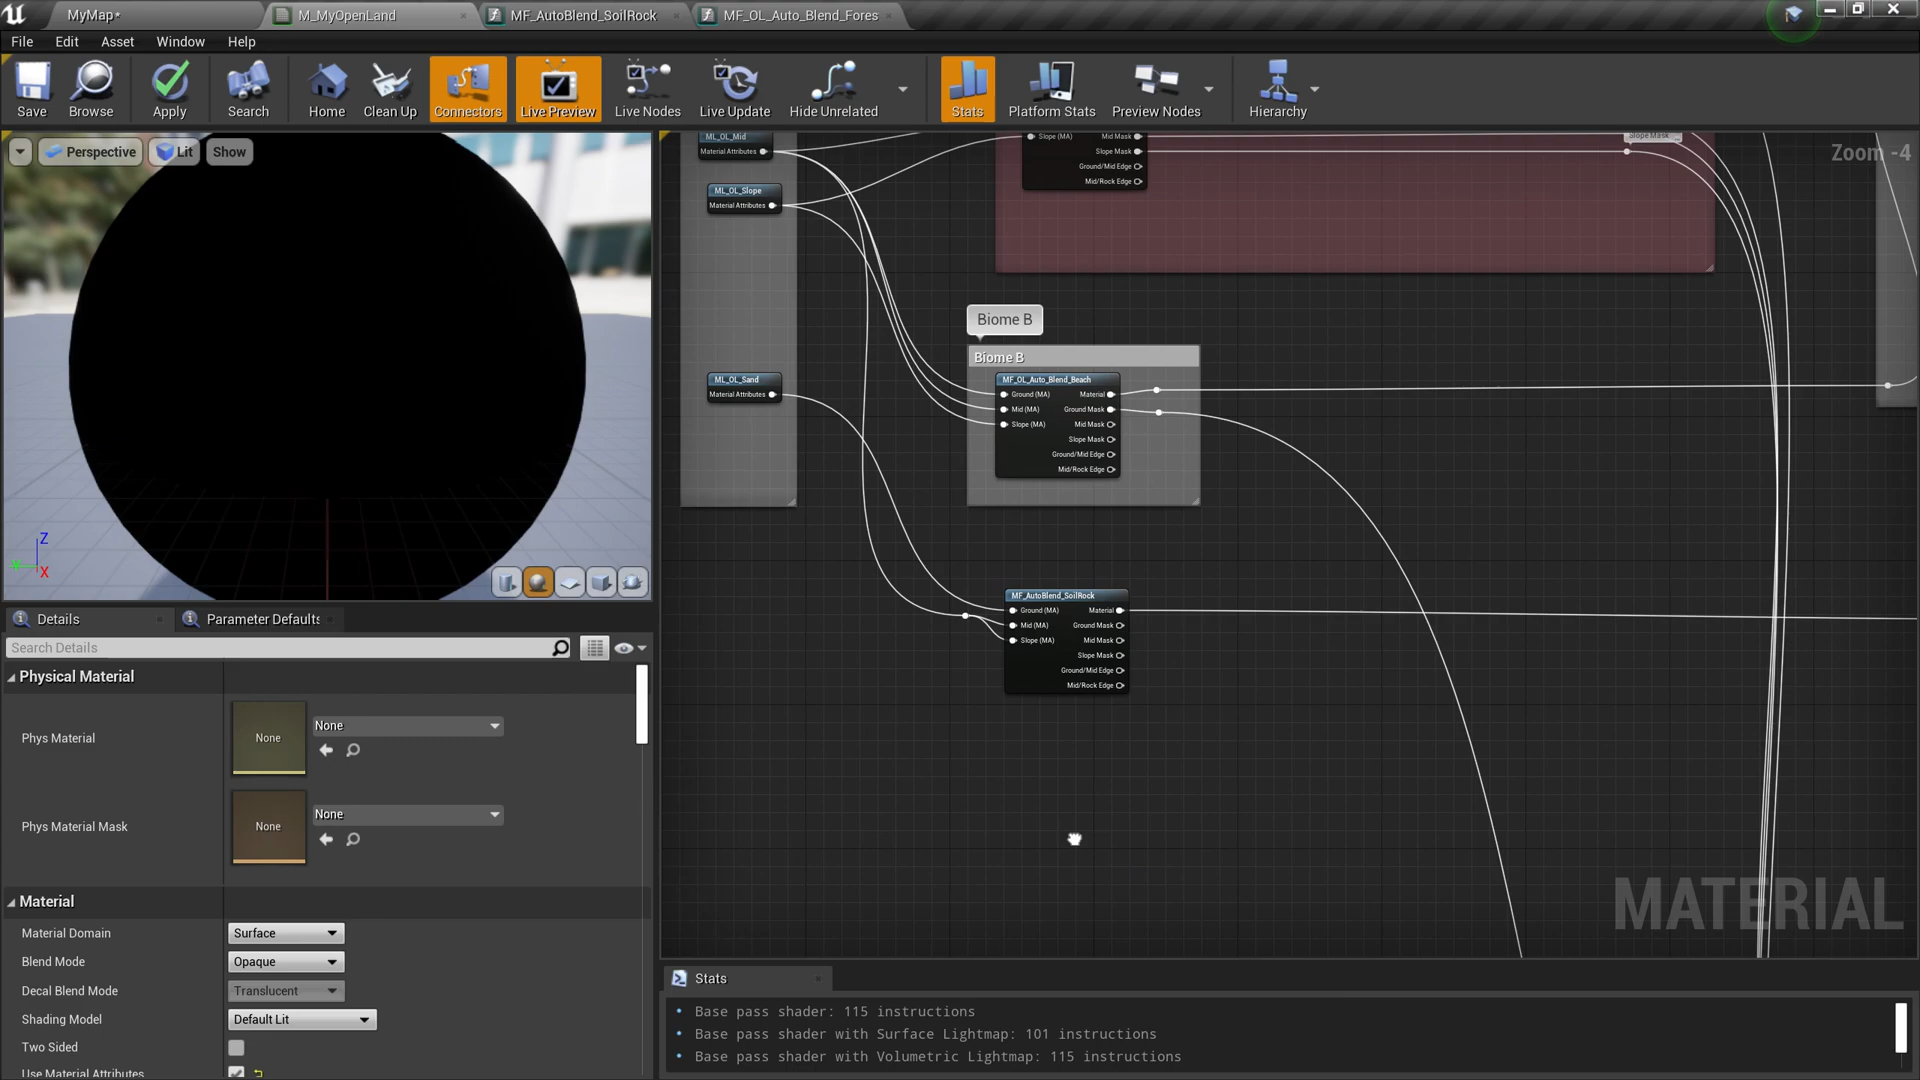 MyMap*
M_MyOpenLand
MF_AutoBlend_SoilRock
MF_OL_Auto_Blend_Fores
File
Edit
Asset
Window
Help
Save
Browse
Apply
Search
Home
Clean Up
Connectors
Live Preview
Live Nodes
Live Update
Hide Unrelated
Stats
Platform Stats
Preview Nodes
Hierarchy
Perspective
Lit
Show
Z
X
ML_OL_Mid
Material Attributes
ML_OL_Slope
Material Attributes
ML_OL_Sand
Material Attributes
Slope (MA)
Mid Mask
Slope Mask
Ground/Mid Edge
Mid/Rock Edge
Slope Mask
Zoom -4
Biome B
Biome B
MF_OL_Auto_Blend_Beach
Ground (MA) Material
Mid (MA) Ground Mask
Slope (MA) Mid Mask
Slope Mask
Ground/Mid Edge
Mid/Rock Edge
MF_AutoBlend_SoilRock
Ground (MA) Material
Mid (MA) Ground Mask
Slope (MA) Mid Mask
Slope Mask
Ground/Mid Edge
Mid/Rock Edge
MATERIAL
Details
Parameter Defaults
Search Details
Physical Material
Phys Material
None
None
Phys Material Mask
None
None
Material
Material Domain
Surface
Blend Mode
Opaque
Decal Blend Mode
Translucent
Shading Model
Default Lit
Two Sided
Use Material Attributes
Stats
Base pass shader: 115 instructions
Base pass shader with Surface Lightmap: 101 instructions
Base pass shader with Volumetric Lightmap: 115 instructions